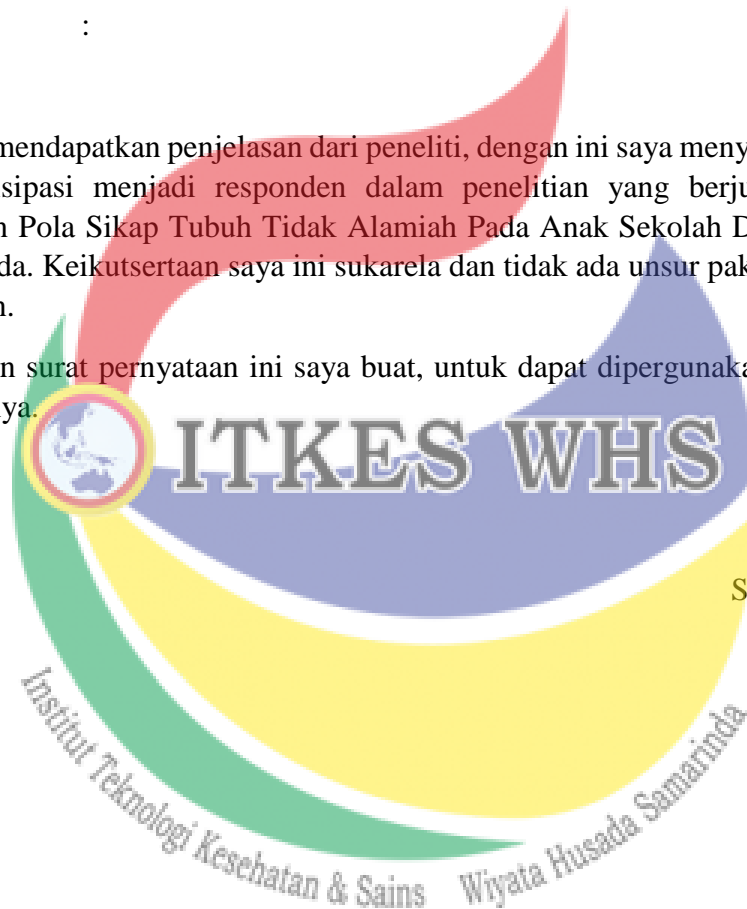 :
mendapatkan penjelasan dari peneliti, dengan ini saya meny
sipasi menjadi responden dalam penelitian yang berju
n Pola Sikap Tubuh Tidak Alamiah Pada Anak Sekolah D
da. Keikutsertaan saya ini sukarela dan tidak ada unsur pak
n.
n surat pernyataan ini saya buat, untuk dapat dipergunaka
ya.
ITKES WHS
S
Institut Teknologi Kesehatan & Sains Wiyata Husada Samarinda